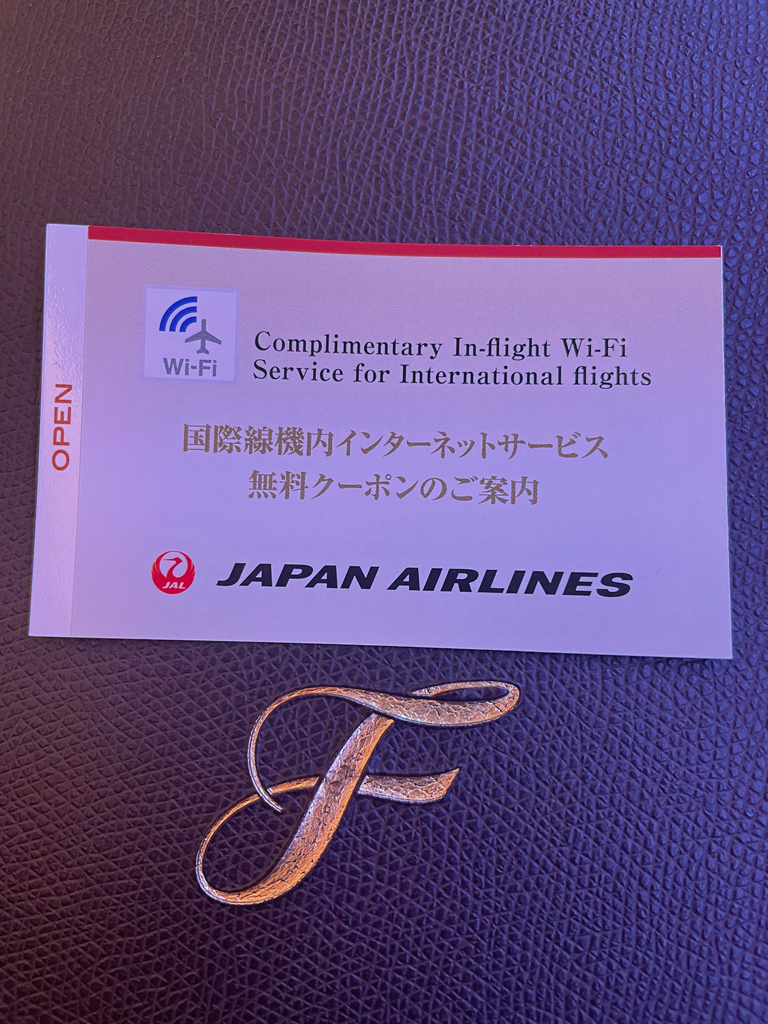 OPEN
Wi-Fi
Complimentary In-flight Wi-Fi
Service for International flights
国際線機内インターネットサービス
無料クーポンのご案内
JAL
JAPAN AIRLINES
F